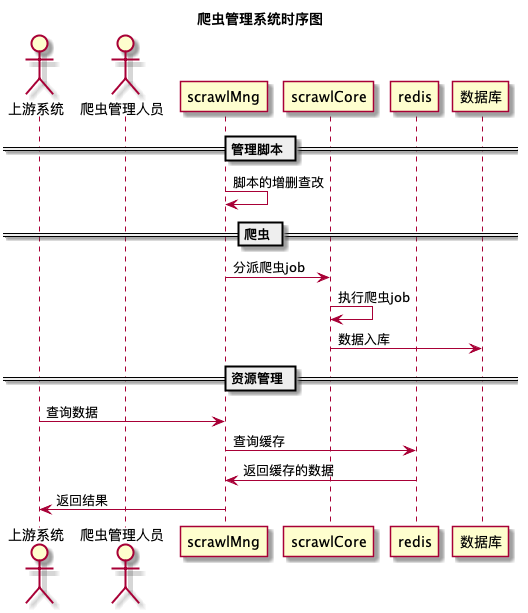 爬虫管理系统时序图
上游系统 爬虫管理人员 scrawlMng scrawlCore redis 数据库
管理脚本
脚本的增删查改
爬虫
分派爬虫job
执行爬虫job
数据入库
资源管理
查询数据
查询缓存
返回缓存的数据
返回结果
上游系统 爬虫管理人员 scrawlMng scrawlCore redis 数据库